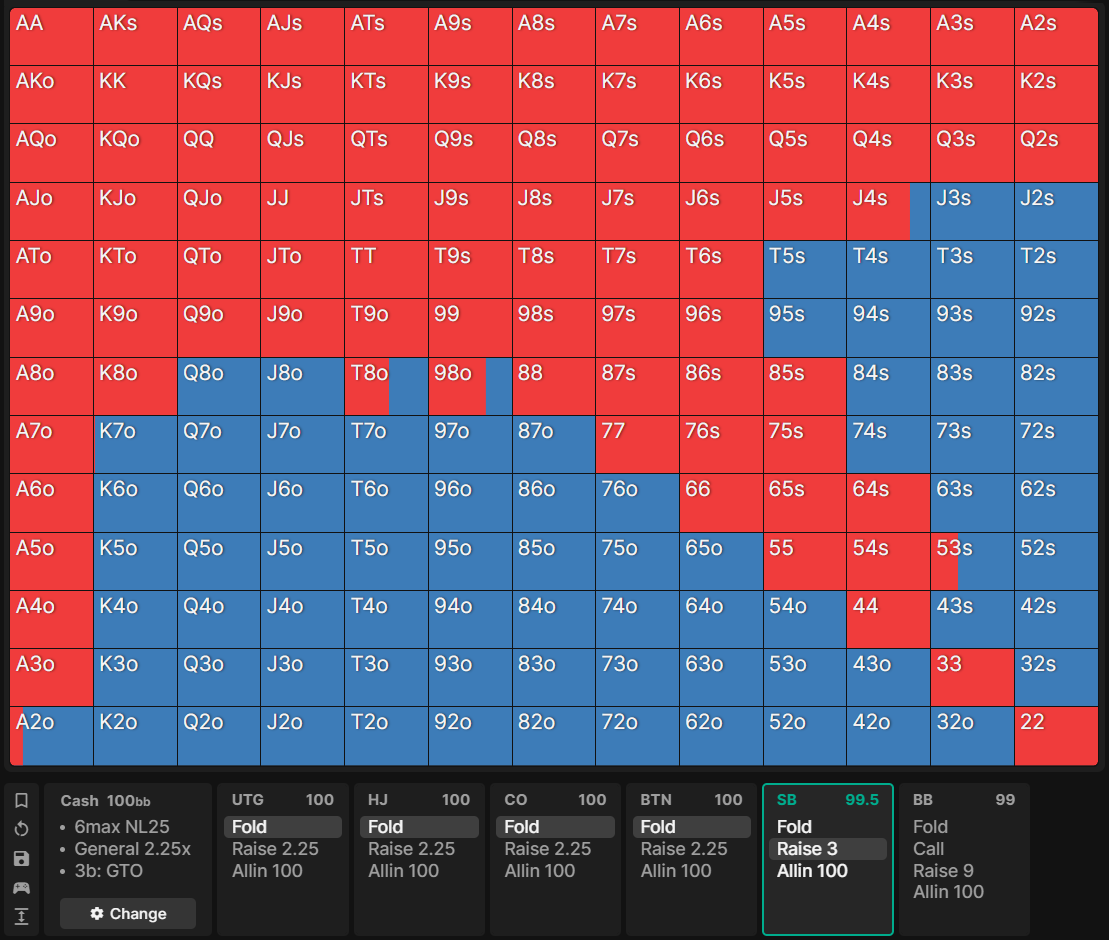 AA AKs AQs AJs ATs A9s A8s A7s A6s A5s A4s A3s A2s
AKo KK KQs KJs KTs K9s K8s K7s K6s K5s K4s K3s K2s
AQo KQo QQ QJs QTs Q9s Q8s Q7s Q6s Q5s Q4s Q3s Q2s
AJo KJo QJo JJ JTs J9s J8s J7s J6s J5s J4s J3s J2s
ATo KTo QTo JTo TT T9s T8s T7s T6s T5s T4s T3s T2s
A9o K9o Q9o J9o T9o 99 98s 97s 96s 95s 94s 93s 92s
A8o K8o Q8o J8o T8o 98o 88 87s 86s 85s 84s 83s 82s
A7o K7o Q7o J7o T7o 97o 87o 77 76s 75s 74s 73s 72s
A6o K6o Q6o J6o T6o 96o 86o 76o 66 65s 64s 63s 62s
A5o K5o Q5o J5o T5o 95o 85o 75o 65o 55 54s 53s 52s
A4o K4o Q4o J4o T4o 94o 84o 74o 64o 54o 44 43s 42s
A3o K3o Q3o J3o T3o 93o 83o 73o 63o 53o 43o 33 32s
A2o K2o Q2o J2o T2o 92o 82o 72o 62o 52o 42o 32o 22
Cash 100bb
• 6max NL25
• General 2.25x
• 3b: GTO
Change
UTG 100
Fold
Raise 2.25
Allin 100
HJ 100
Fold
Raise 2.25
Allin 100
CO 100
Fold
Raise 2.25
Allin 100
BTN 100
Fold
Raise 2.25
Allin 100
SB 99.5
Fold
Raise 3
Allin 100
BB 99
Fold
Call
Raise 9
Allin 100